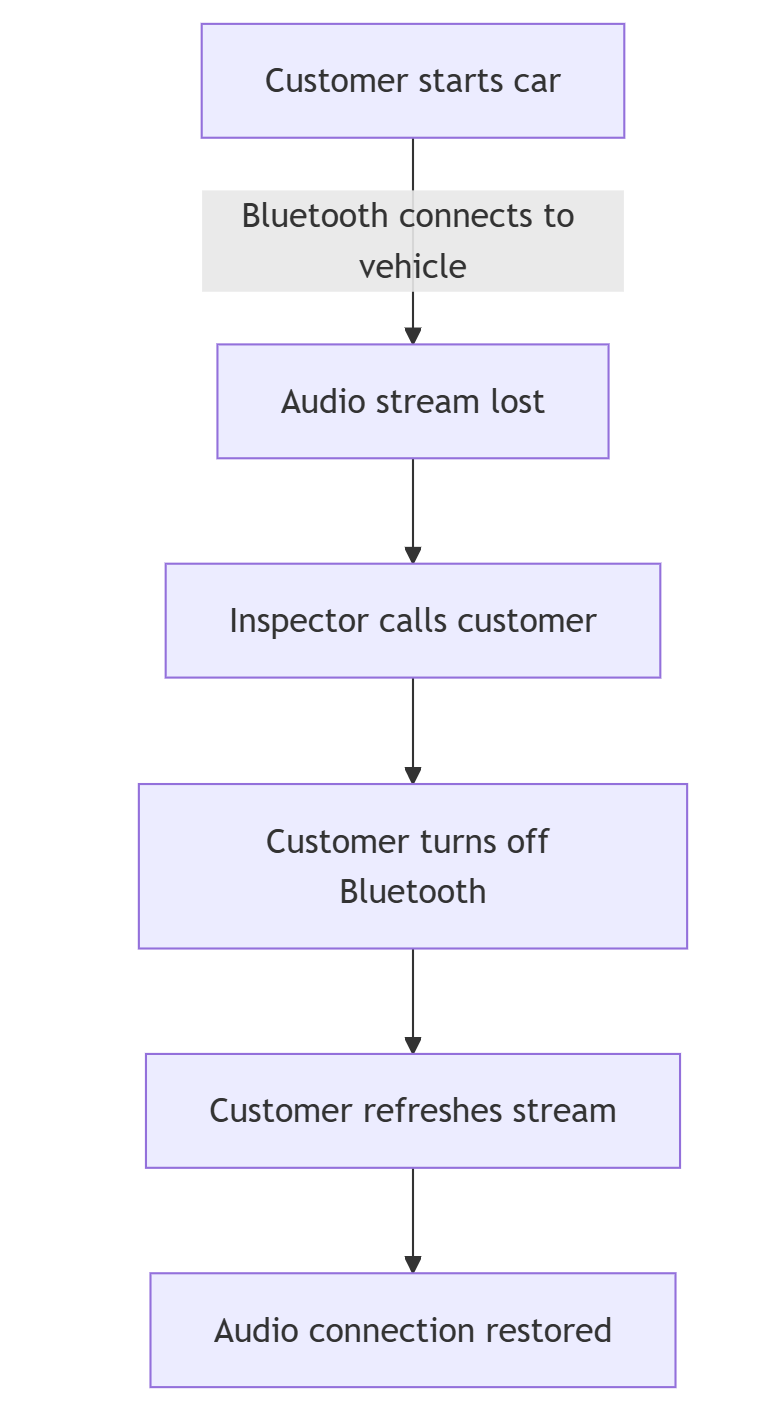 Customer starts car
Bluetooth connects to
vehicle
Audio stream lost
Inspector calls customer
Customer turns off
Bluetooth
Customer refreshes stream
Audio connection restored